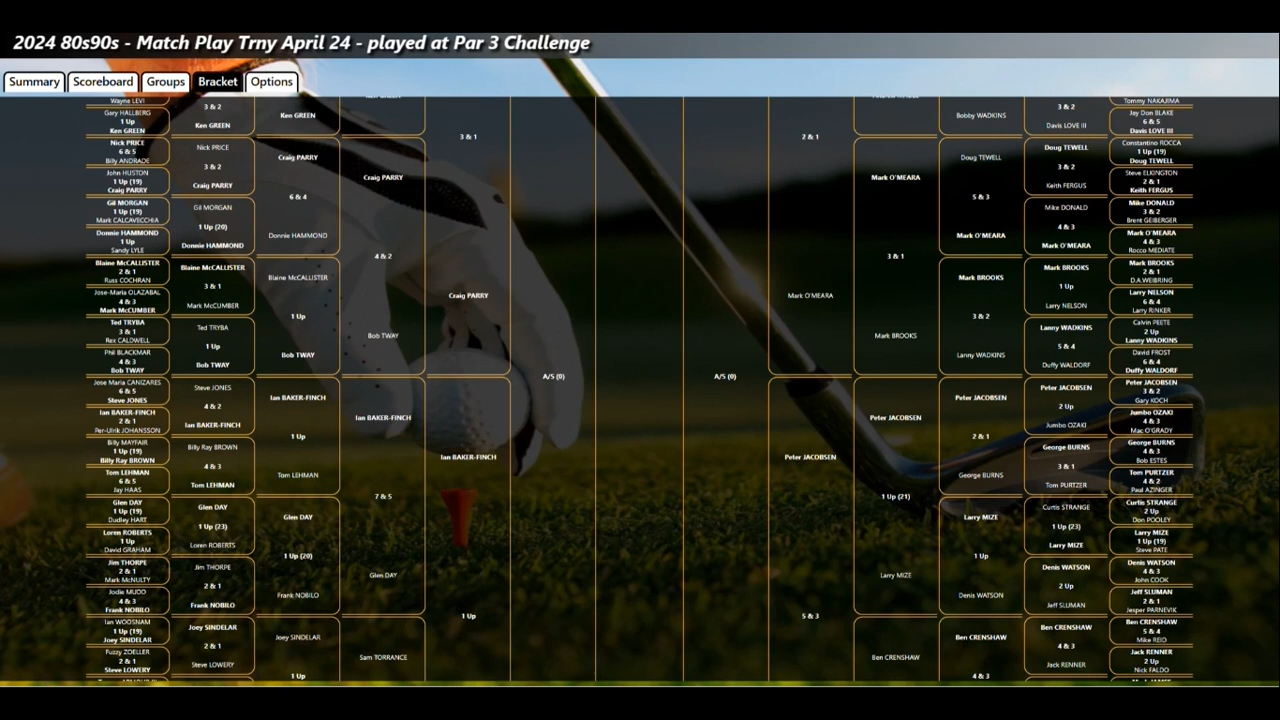 2024 80s90s - Match Play Trny April 24 - played at Par 3 Challenge
Summary
Scoreboard
Groups
Bracket
Options
Wayne LEVI
Gary HALLBERG
1 Up
Ken GREEN
Nick PRICE
6 & 5
Billy ANDRADE
John HUSTON
1 Up (19)
Craig PARRY
Gil MORGAN
1 Up (19)
Mark CALCAVECCHIA
Donnie HAMMOND
1 Up
Sandy LYLE
Blaine McCALLISTER
2 & 1
Russ COCHRAN
Jose-Maria OLAZABAL
4 & 3
Mark McCUMBER
Ted TRYBA
3 & 1
Rex CALDWELL
Phil BLACKMAR
4 & 3
Bob TWAY
Jose Maria CANIZARES
6 & 5
Steve JONES
Ian BAKER-FINCH
2 & 1
Per-Ulrik JOHANSSON
Billy MAYFAIR
1 Up (19)
Billy Ray BROWN
Tom LEHMAN
6 & 5
Jay HAAS
Glen DAY
1 Up (19)
Dudley HART
Loren ROBERTS
1 Up
David GRAHAM
Jim THORPE
2 & 1
Mark McNULTY
Jodie MUDD
4 & 3
Frank NOBILO
Ian WOOSNAM
1 Up (19)
Joey SINDELAR
Fuzzy ZOELLER
2 & 1
Steve LOWERY
3 & 2
Ken GREEN
Nick PRICE
3 & 2
Craig PARRY
Gil MORGAN
1 Up (20)
Donnie HAMMOND
Blaine McCALLISTER
3 & 1
Mark McCUMBER
Ted TRYBA
1 Up
Bob TWAY
Steve JONES
4 & 2
Ian BAKER-FINCH
Billy Ray BROWN
4 & 3
Tom LEHMAN
Glen DAY
1 Up (23)
Loren ROBERTS
Jim THORPE
2 & 1
Frank NOBILO
Joey SINDELAR
2 & 1
Steve LOWERY
Ken GREEN
Craig PARRY
6 & 4
Donnie HAMMOND
Blaine McCALLISTER
1 Up
Bob TWAY
Ian BAKER-FINCH
1 Up
Tom LEHMAN
Glen DAY
1 Up (20)
Frank NOBILO
Joey SINDELAR
1 Up
Craig PARRY
4 & 2
Bob TWAY
Ian BAKER-FINCH
7 & 5
Glen DAY
Sam TORRANCE
3 & 1
Craig PARRY
Ian BAKER-FINCH
1 Up
A/S (0)
A/S (0)
2 & 1
Mark O'MEARA
Peter JACOBSEN
5 & 3
Mark O'MEARA
3 & 1
Mark BROOKS
Peter JACOBSEN
1 Up (21)
Larry MIZE
Ben CRENSHAW
Bobby WADKINS
Doug TEWELL
5 & 3
Mark O'MEARA
Mark BROOKS
3 & 2
Lanny WADKINS
Peter JACOBSEN
2 & 1
George BURNS
Larry MIZE
1 Up
Denis WATSON
Ben CRENSHAW
4 & 3
3 & 2
Davis LOVE III
Doug TEWELL
3 & 2
Keith FERGUS
Mike DONALD
4 & 3
Mark O'MEARA
Mark BROOKS
1 Up
Larry NELSON
Lanny WADKINS
5 & 4
Duffy WALDORF
Peter JACOBSEN
2 Up
Jumbo OZAKI
George BURNS
3 & 1
Tom PURTZER
Curtis STRANGE
1 Up (23)
Larry MIZE
Denis WATSON
2 Up
Jeff SLUMAN
Ben CRENSHAW
4 & 3
Jack RENNER
Tommy NAKAJIMA
Jay Don BLAKE
6 & 5
Davis LOVE III
Constantino ROCCA
1 Up (19)
Doug TEWELL
Steve ELKINGTON
2 & 1
Keith FERGUS
Mike DONALD
3 & 2
Brent GEIBERGER
Mark O'MEARA
4 & 3
Rocco MEDIATE
Mark BROOKS
2 & 1
D.A.WEIBRING
Larry NELSON
6 & 4
Larry RINKER
Calvin PEETE
2 Up
Lanny WADKINS
David FROST
6 & 4
Duffy WALDORF
Peter JACOBSEN
3 & 2
Gary KOCH
Jumbo OZAKI
4 & 3
Mac O'GRADY
George BURNS
4 & 3
Bob ESTES
Tom PURTZER
4 & 2
Paul AZINGER
Curtis STRANGE
2 Up
Don POOLEY
Larry MIZE
1 Up (19)
Steve PATE
Denis WATSON
4 & 3
John COOK
Jeff SLUMAN
2 & 1
Jesper PARNEVIK
Ben CRENSHAW
5 & 4
Mike REID
Jack RENNER
2 Up
Nick FALDO